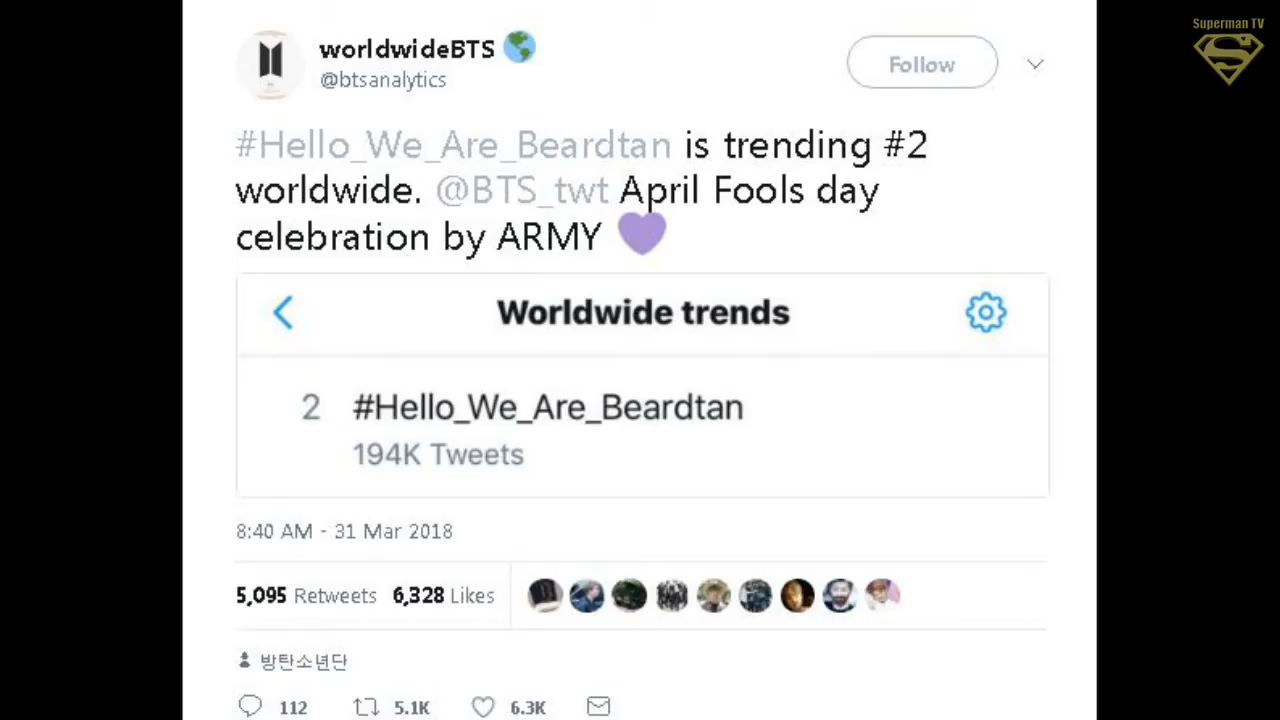 Superman TV
worldwideBTS
@btsanalytics
Follow
#Hello_We_Are_Beardtan is trending #2
worldwide. @BTS_twt April Fools day
celebration by ARMY
Worldwide trends
2 #Hello_We_Are_Beardtan
194K Tweets
8:40 AM - 31 Mar 2018
5,095 Retweets 6,328 Likes
방탄소년단
112 5.1K 6.3K